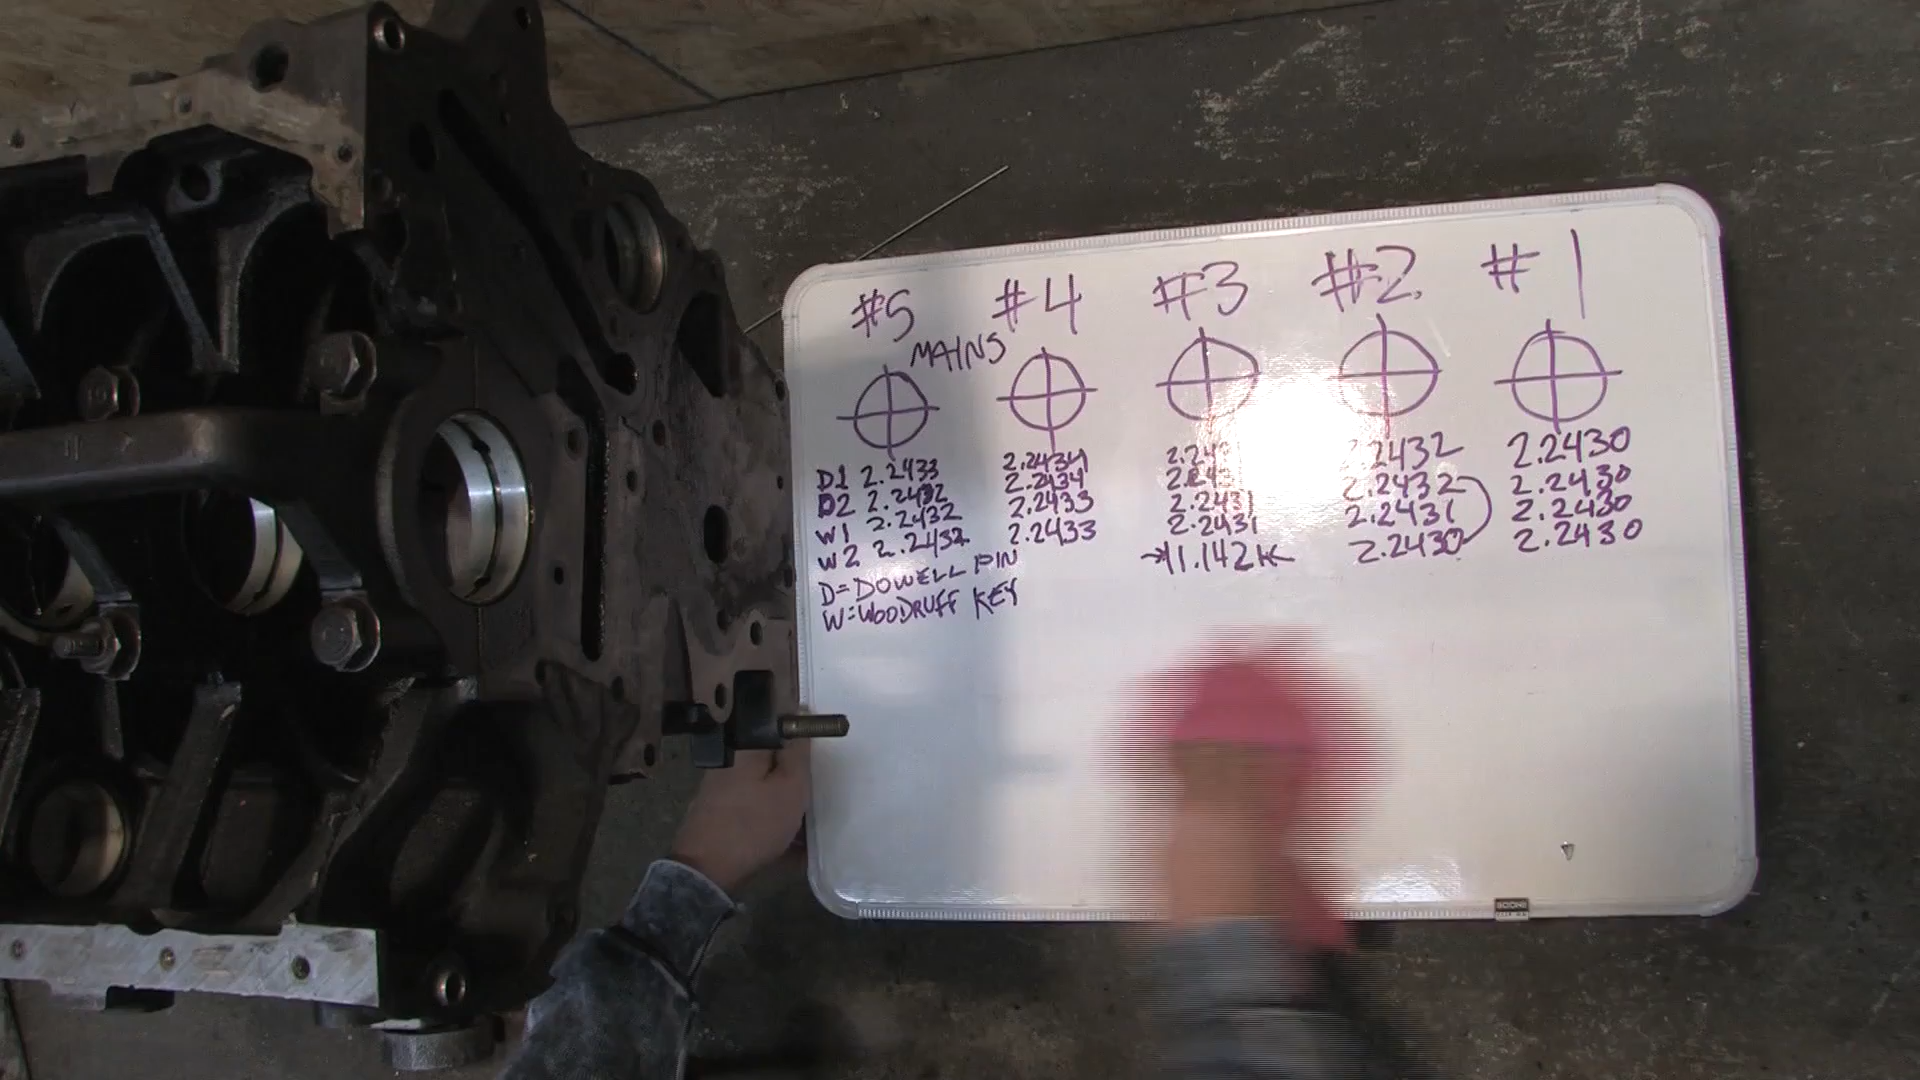 #5 #4 #3 #2 #1
MAINS
D1 2.2433 2.2434 2.2432 2.2430
D2 2.2432 2.2434 2.2432 2.2430
W1 2.2432 2.2433 2.2431 2.2431 2.2430
W2 2.2432 2.2433 2.2431 2.2430 2.2430
→1.142K
D=DOWELL PIN
W=WOODRUFF KEY